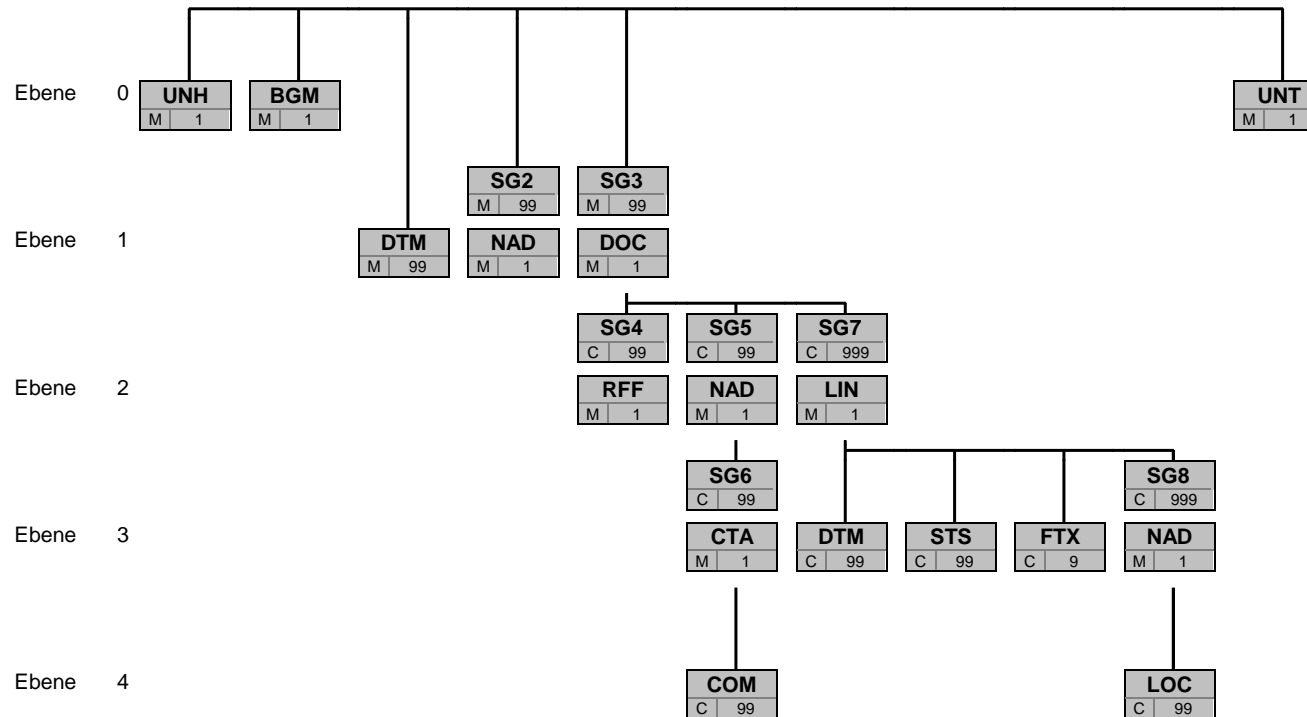 Ebene 0 UNH BGM UNT
M 1 M 1 M 1
SG2 SG3
M 99 M 99
Ebene 1 DTM NAD DOC
M 99 M 1 M 1
SG4 SG5 SG7
C 99 C 99 C 999
Ebene 2 RFF NAD LIN
M 1 M 1 M 1
SG6 SG8
C 99 C 999
Ebene 3 CTA DTM STS FTX NAD
M 1 C 99 C 99 C 9 M 1
Ebene 4 COM LOC
C 99 C 99